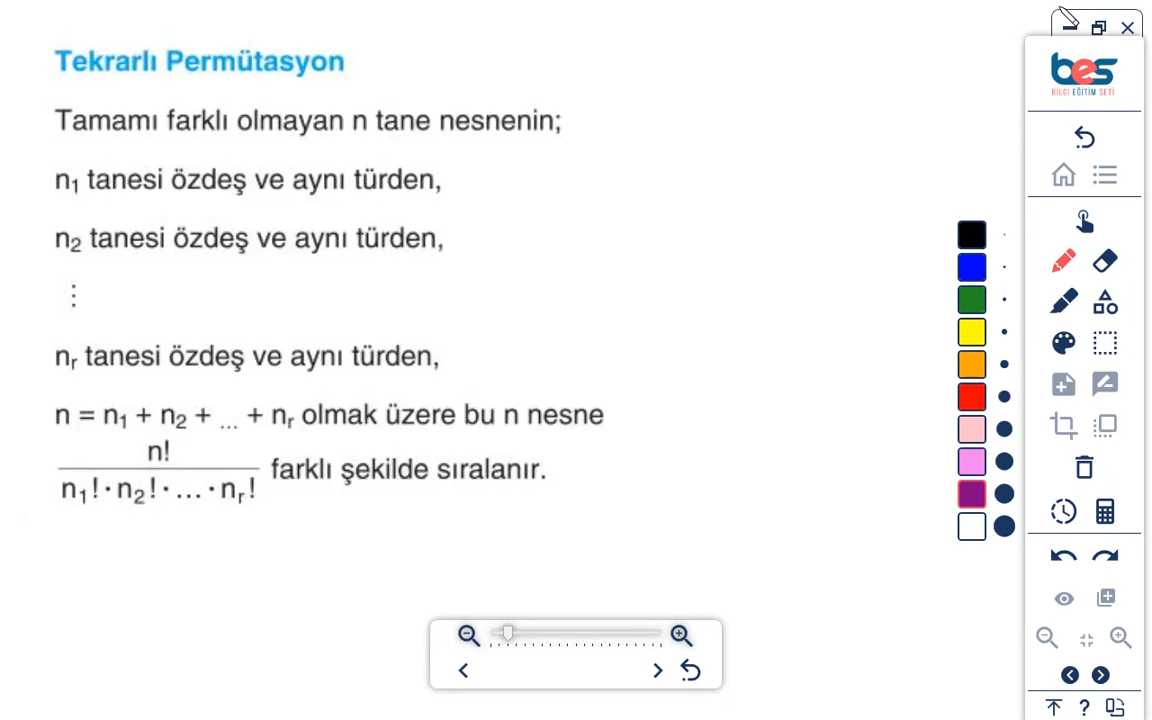 Tekrarlı Permütasyon
Tamamı farklı olmayan n tane nesnenin;
n₁ tanesi özdeş ve aynı türden,
n₂ tanesi özdeş ve aynı türden,
⋮
nᵣ tanesi özdeş ve aynı türden,
n = n₁ + n₂ + ... + nᵣ olmak üzere bu n nesne
n!
n₁! · n₂! · ... · nᵣ! farklı şekilde sıralanır.
bes
BİLGİ EĞİTİM SETİ